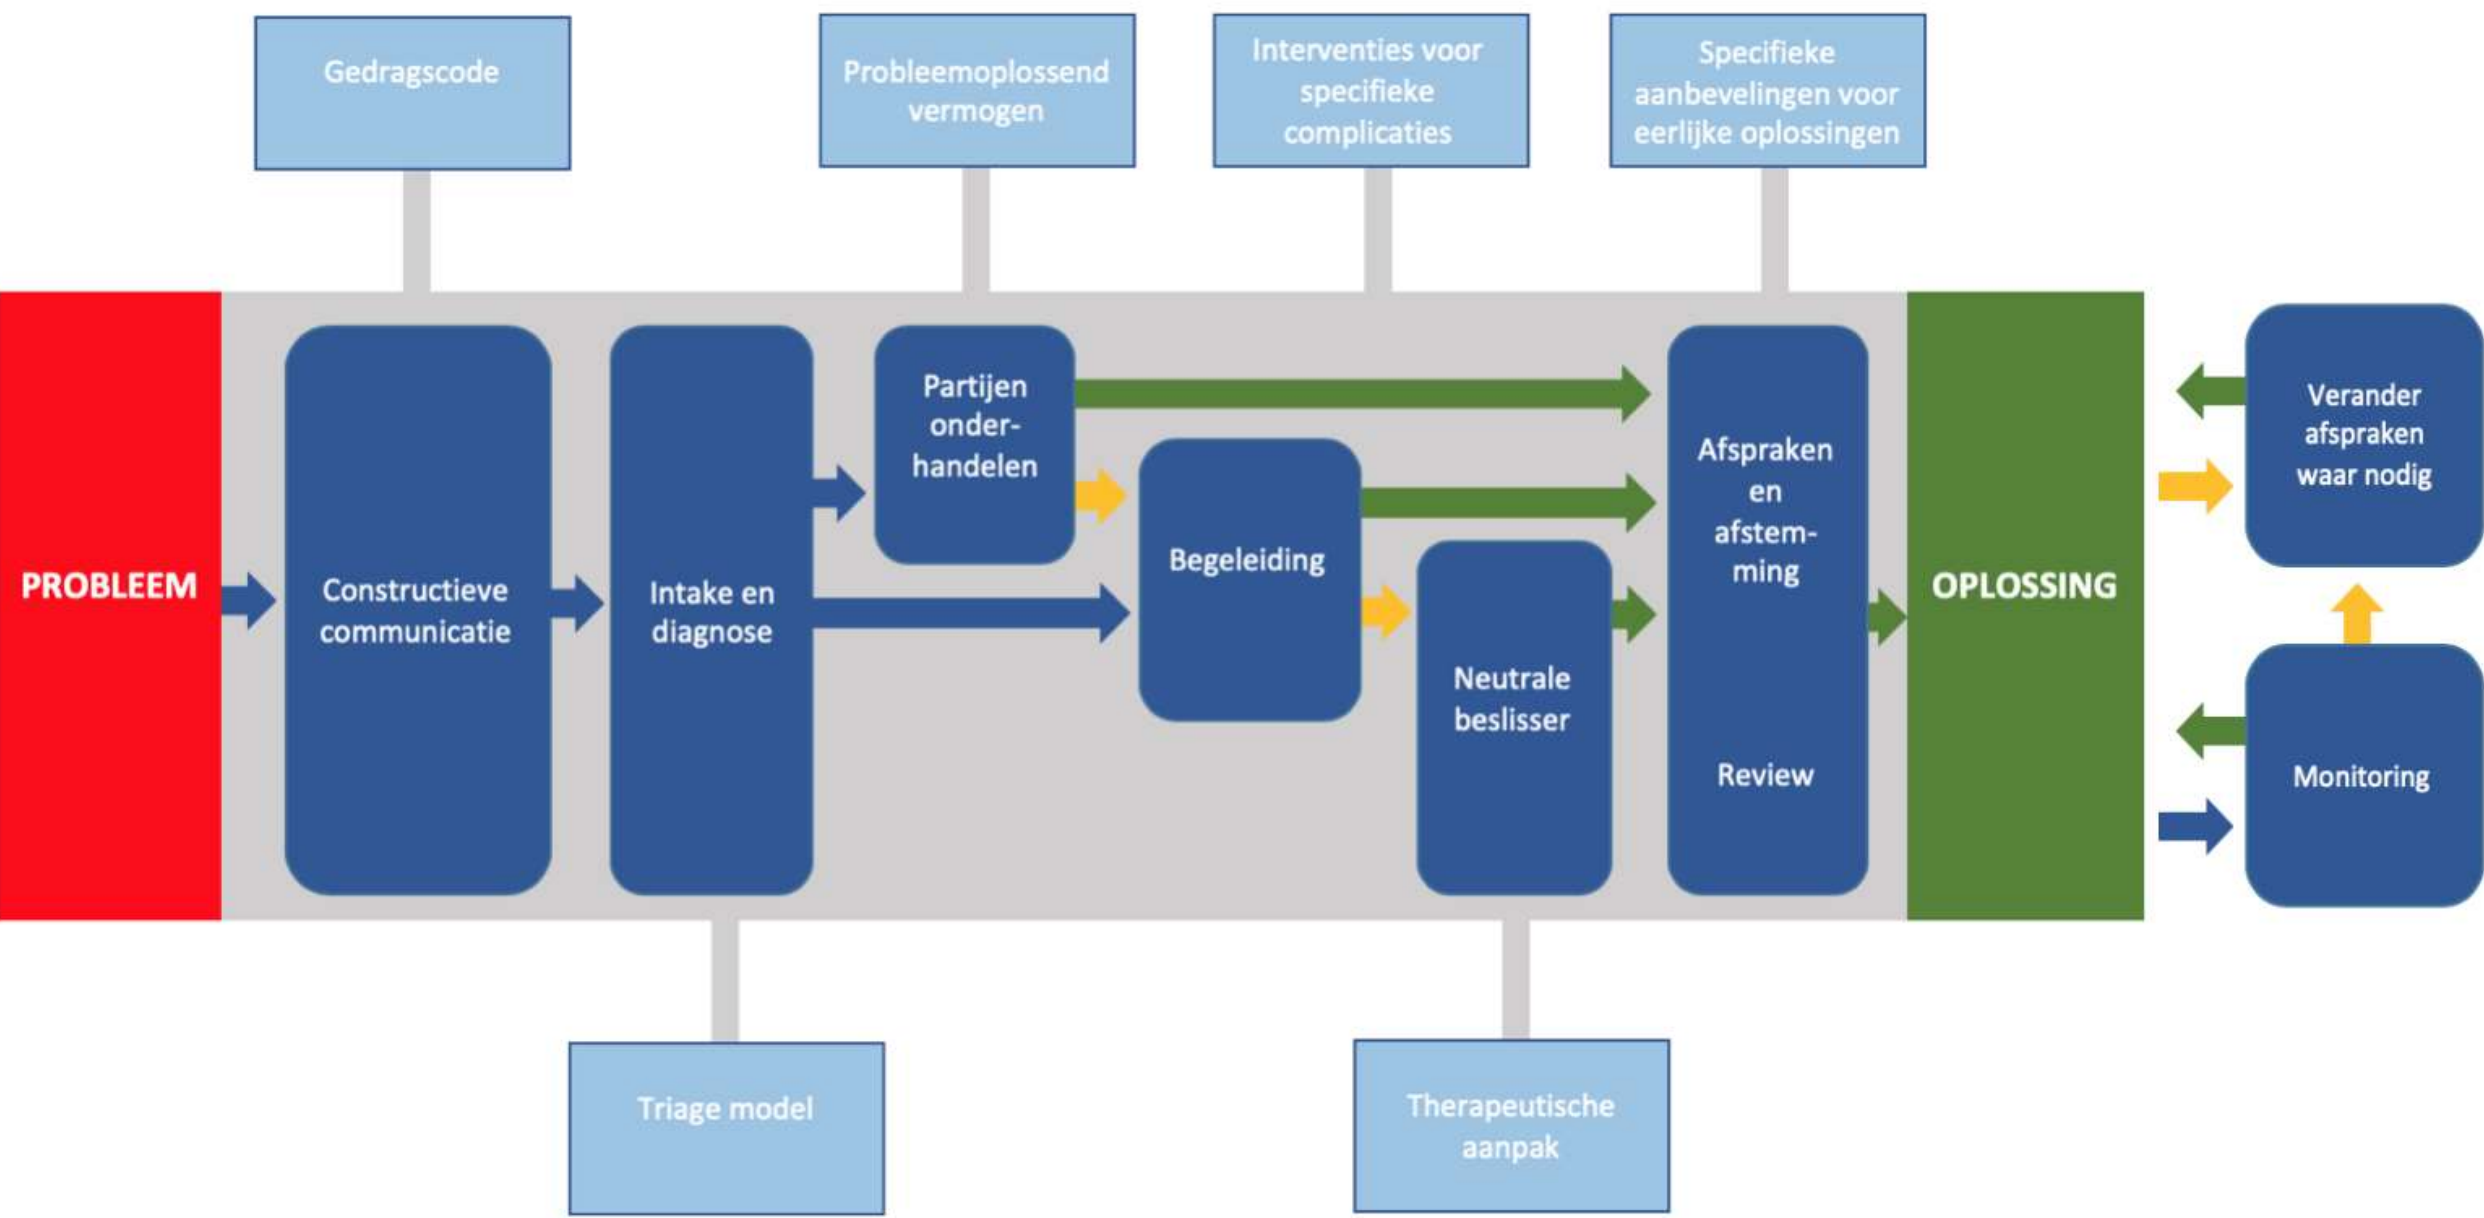 Gedragscode
Probleemoplossend
vermogen
Interventies voor
specifieke
complicaties
Specifieke
aanbevelingen voor
eerlijke oplossingen
PROBLEEM
Constructieve
communicatie
Intake en
diagnose
Partijen
onder-
handelen
Begeleiding
Neutrale
beslisser
Afspraken
en
afstem-
ming
Review
OPLOSSING
Verander
afspraken
waar nodig
Monitoring
Triage model
Therapeutische
aanpak